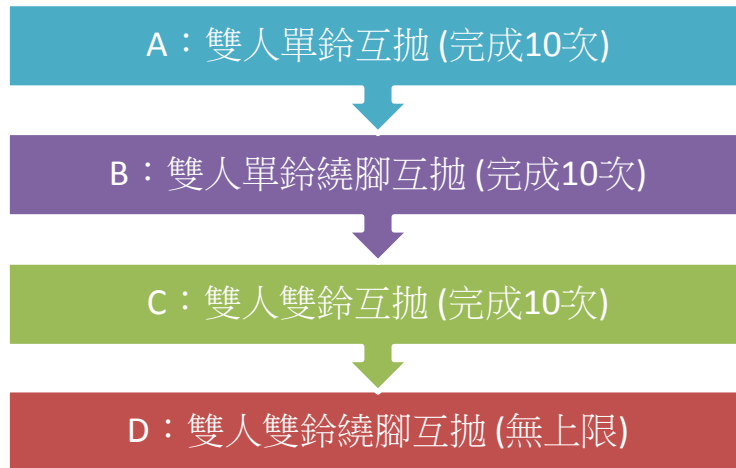 A：雙人單鈴互拋 (完成10次)
B：雙人單鈴繞腳互拋 (完成10次)
C：雙人雙鈴互拋 (完成10次)
D：雙人雙鈴繞腳互拋 (無上限)